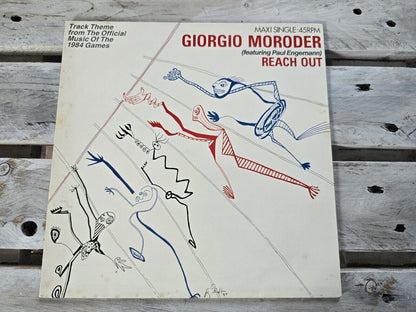 Track Theme
from The Official
Music Of The
1984 Games
MAXI SINGLE·45RPM
GIORGIO MORODER
(featuring Paul Engemann)
REACH OUT